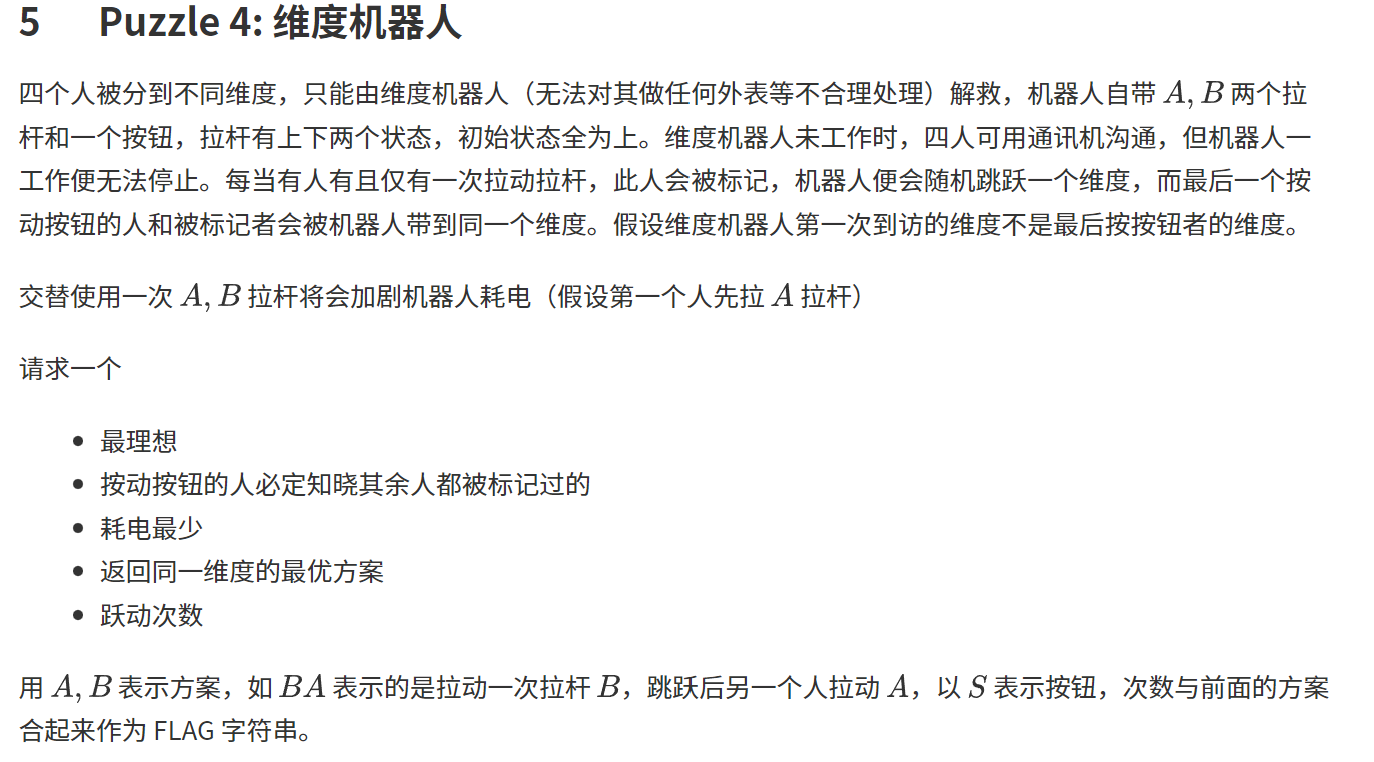 5 Puzzle 4: 维度机器人
四个人被分到不同维度，只能由维度机器人（无法对其做任何外表等不合理处理）解救，机器人自带 A, B 两个拉
杆和一个按钮，拉杆有上下两个状态，初始状态全为上。维度机器人未工作时，四人可用通讯机沟通，但机器人一
工作便无法停止。每当有人有且仅有一次拉动拉杆，此人会被标记，机器人便会随机跳跃一个维度，而最后一个按
动按钮的人和被标记者会被机器人带到同一个维度。假设维度机器人第一次到访的维度不是最后按按钮者的维度。
交替使用一次 A, B 拉杆将会加剧机器人耗电（假设第一个人先拉 A 拉杆）
请求一个
• 最理想
• 按动按钮的人必定知晓其余人都被标记过的
• 耗电最少
• 返回同一维度的最优方案
• 跃动次数
用 A, B 表示方案，如 BA 表示的是拉动一次拉杆 B，跳跃后另一个人拉动 A，以 S 表示按钮，次数与前面的方案
合起来作为 FLAG 字符串。